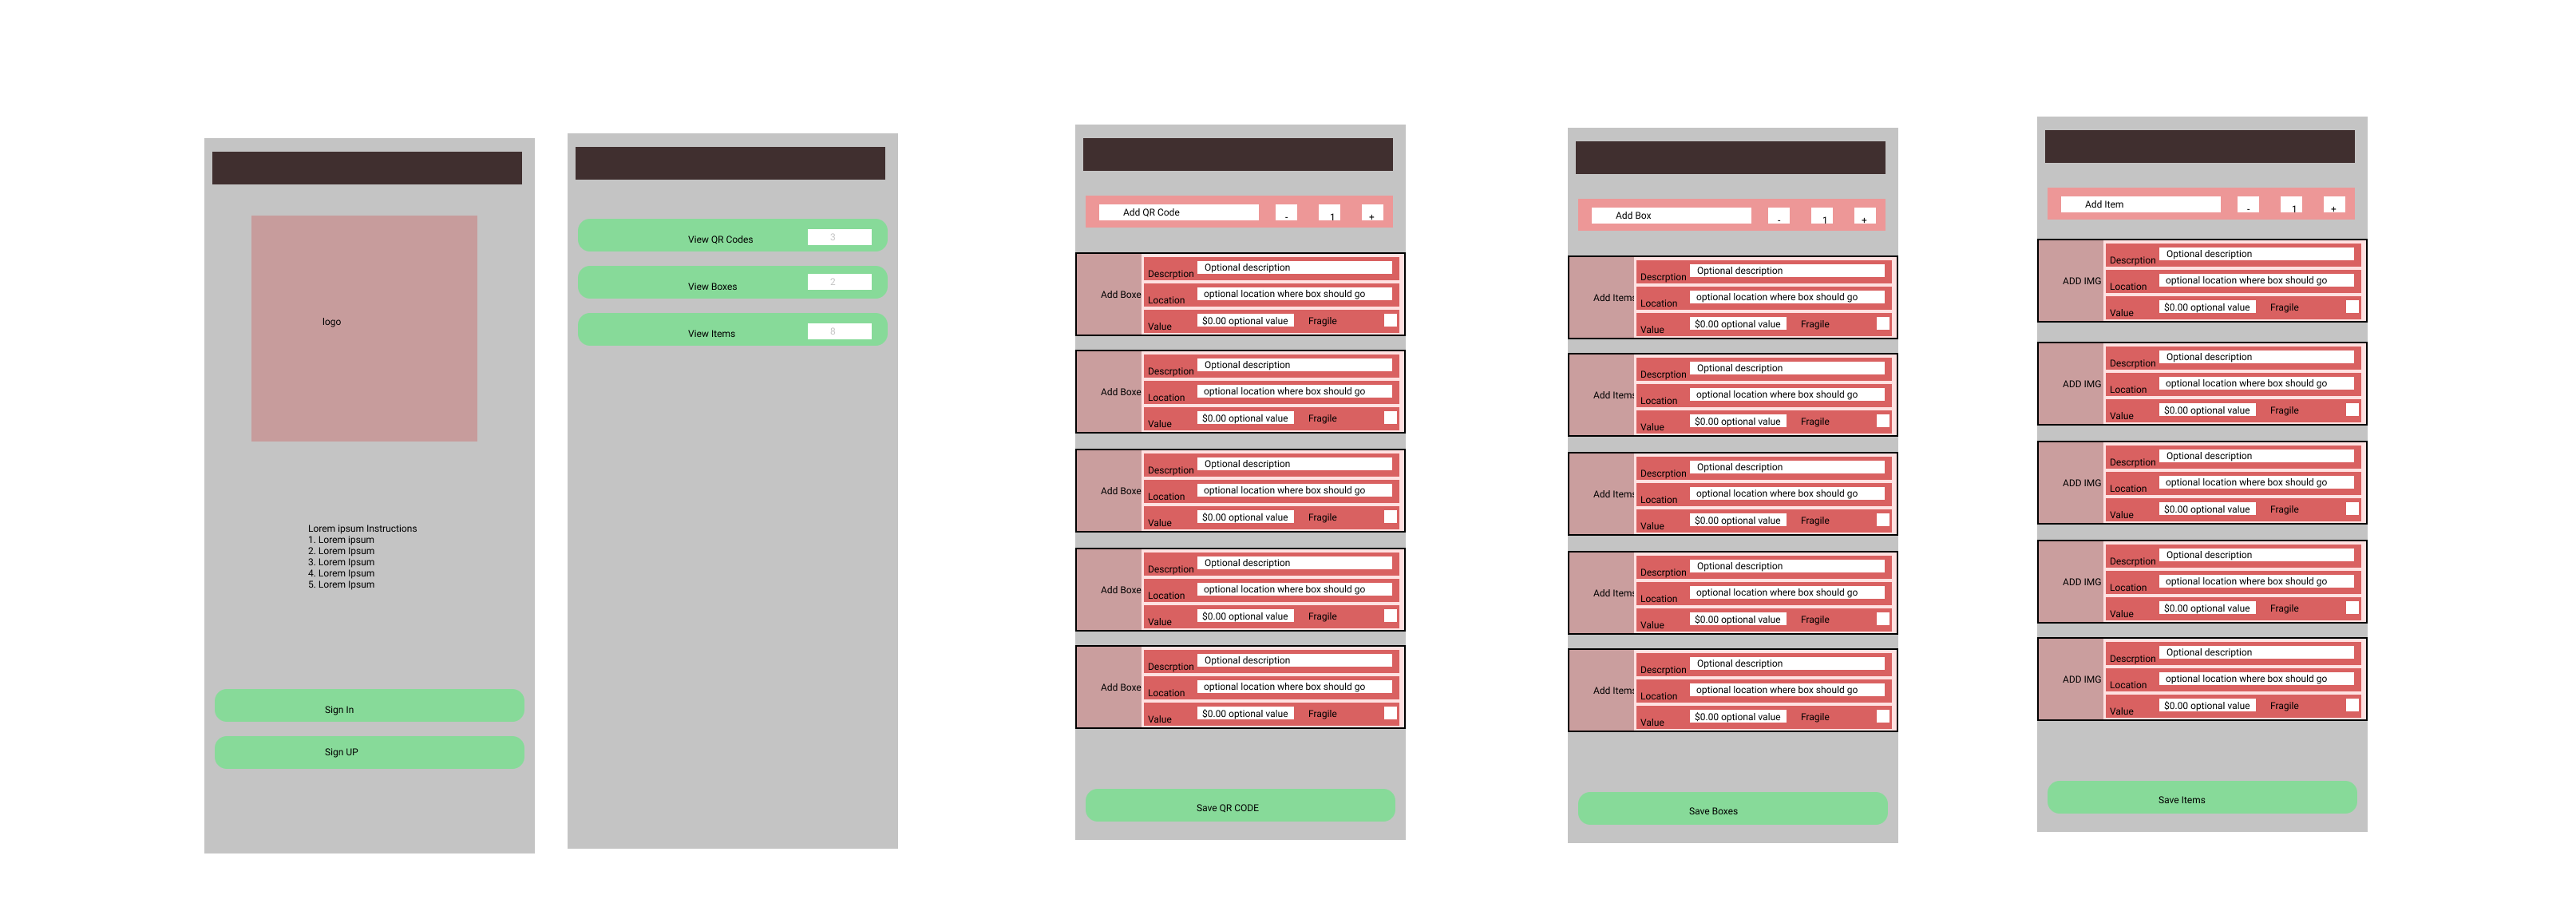 logo
Lorem ipsum Instructions
1. Lorem ipsum
2. Lorem Ipsum
3. Lorem Ipsum
4. Lorem Ipsum
5. Lorem Ipsum
Sign In
Sign UP
View QR Codes 3
View Boxes 2
View Items 8
Add QR Code - 1 +
Add Boxe
Descrption Optional description
Location optional location where box should go
Value $0.00 optional value Fragile
Add Boxe
Descrption Optional description
Location optional location where box should go
Value $0.00 optional value Fragile
Add Boxe
Descrption Optional description
Location optional location where box should go
Value $0.00 optional value Fragile
Add Boxe
Descrption Optional description
Location optional location where box should go
Value $0.00 optional value Fragile
Add Boxe
Descrption Optional description
Location optional location where box should go
Value $0.00 optional value Fragile
Save QR CODE
Add Box - 1 +
Add Items
Descrption Optional description
Location optional location where box should go
Value $0.00 optional value Fragile
Add Items
Descrption Optional description
Location optional location where box should go
Value $0.00 optional value Fragile
Add Items
Descrption Optional description
Location optional location where box should go
Value $0.00 optional value Fragile
Add Items
Descrption Optional description
Location optional location where box should go
Value $0.00 optional value Fragile
Add Items
Descrption Optional description
Location optional location where box should go
Value $0.00 optional value Fragile
Save Boxes
Add Item - 1 +
ADD IMG
Descrption Optional description
Location optional location where box should go
Value $0.00 optional value Fragile
ADD IMG
Descrption Optional description
Location optional location where box should go
Value $0.00 optional value Fragile
ADD IMG
Descrption Optional description
Location optional location where box should go
Value $0.00 optional value Fragile
ADD IMG
Descrption Optional description
Location optional location where box should go
Value $0.00 optional value Fragile
ADD IMG
Descrption Optional description
Location optional location where box should go
Value $0.00 optional value Fragile
Save Items